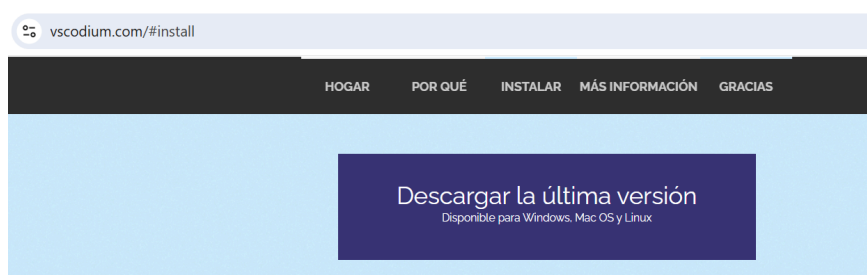 vscodium.com/#install
HOGAR POR QUÉ INSTALAR MÁS INFORMACIÓN GRACIAS
Descargar la última versión
Disponible para Windows, Mac OS y Linux